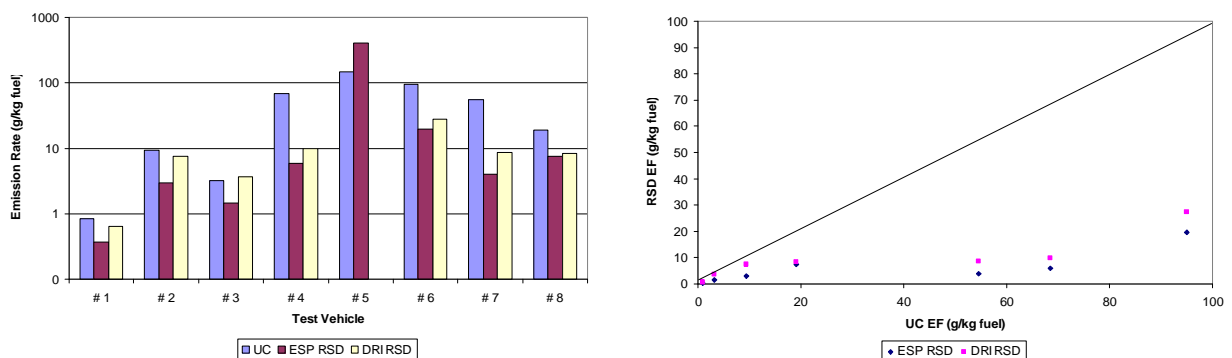 1000
100
10
1
0
Emission Rate (g/kg fuel)
# 1 # 2 # 3 # 4 # 5 # 6 # 7 # 8
Test Vehicle
UC ESP RSD DRI RSD
100
90
80
70
60
50
40
30
20
10
0
RSD EF (g/kg fuel)
0 20 40 60 80 100
UC EF (g/kg fuel)
ESP RSD DRI RSD